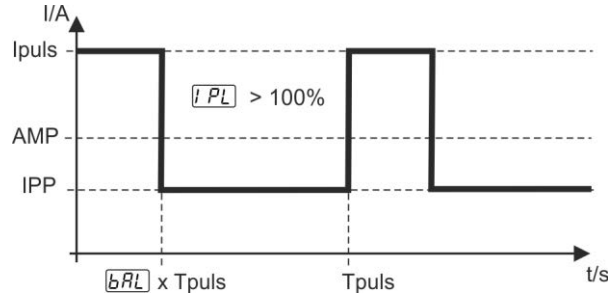 I/A
Ipuls
IPL > 100%
AMP
IPP
t/s
bAL x Tpuls
Tpuls